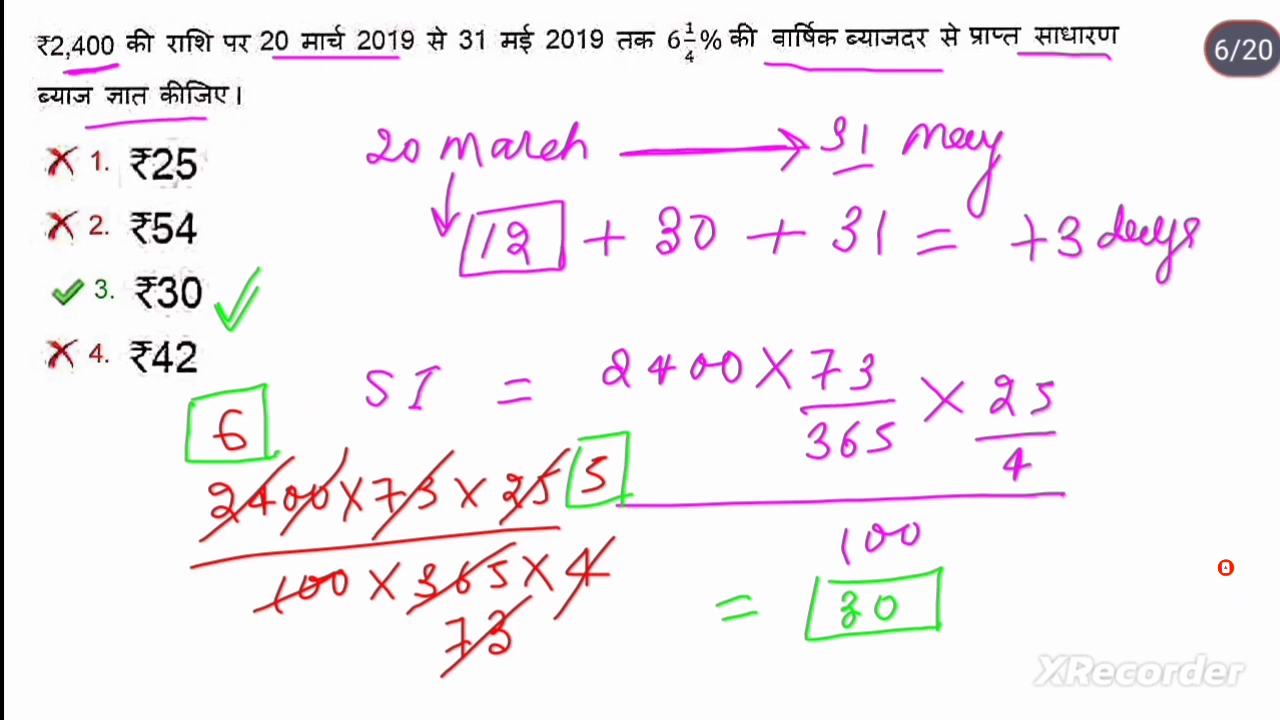 ₹2,400 की राशि पर 20 मार्च 2019 से 31 मई 2019 तक 6 1/4% की वार्षिक ब्याजदर से प्राप्त साधारण
ब्याज ज्ञात कीजिए।
6/20
1. ₹25
2. ₹54
3. ₹30
4. ₹42
20 march → 31 may
12 + 30 + 31 = 73 days
SI = 2400 × 73/365 × 25/4
100
= 30
6
2400 × 73 × 25 5
100 × 365 × 4
73
XRecorder